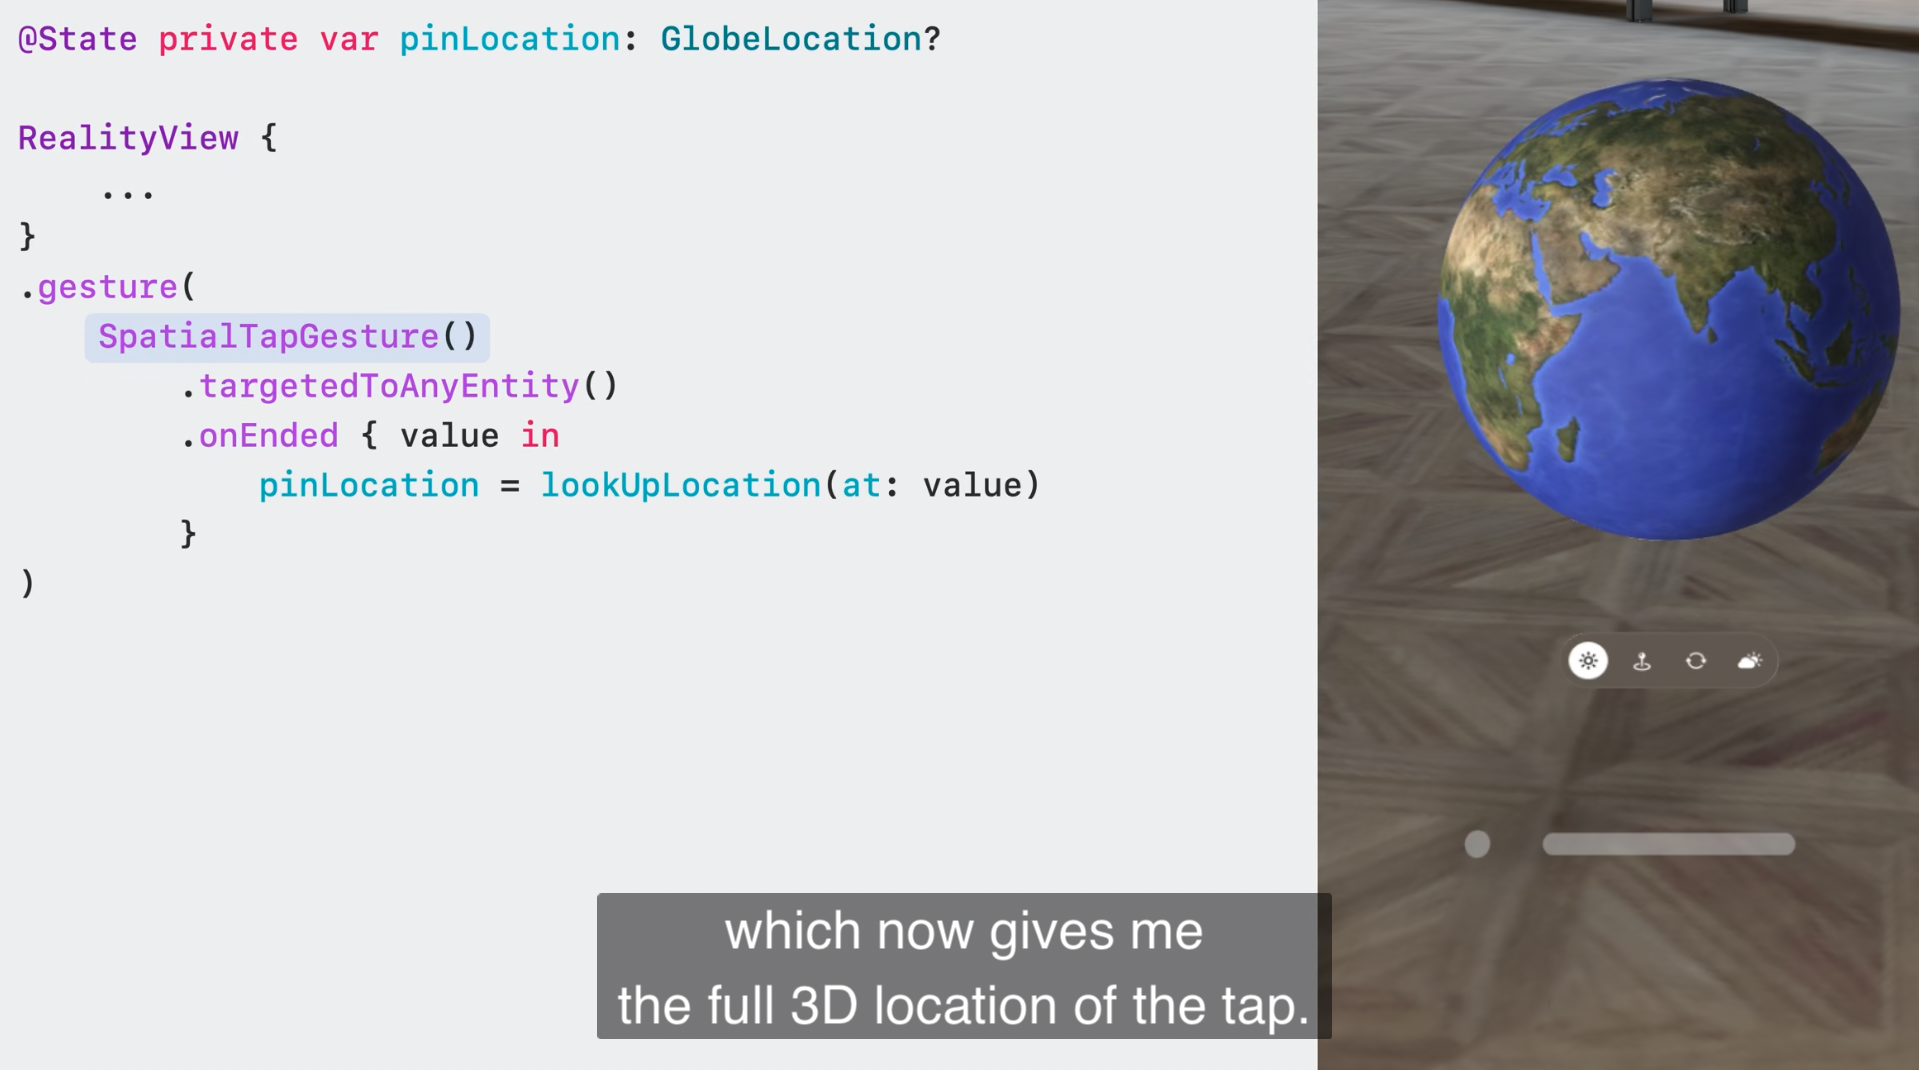 @State private var pinLocation: GlobeLocation?
RealityView {
...
}
.gesture(
SpatialTapGesture()
.targetedToAnyEntity()
.onEnded { value in
pinLocation = lookUpLocation(at: value)
}
)
which now gives me
the full 3D location of the tap.